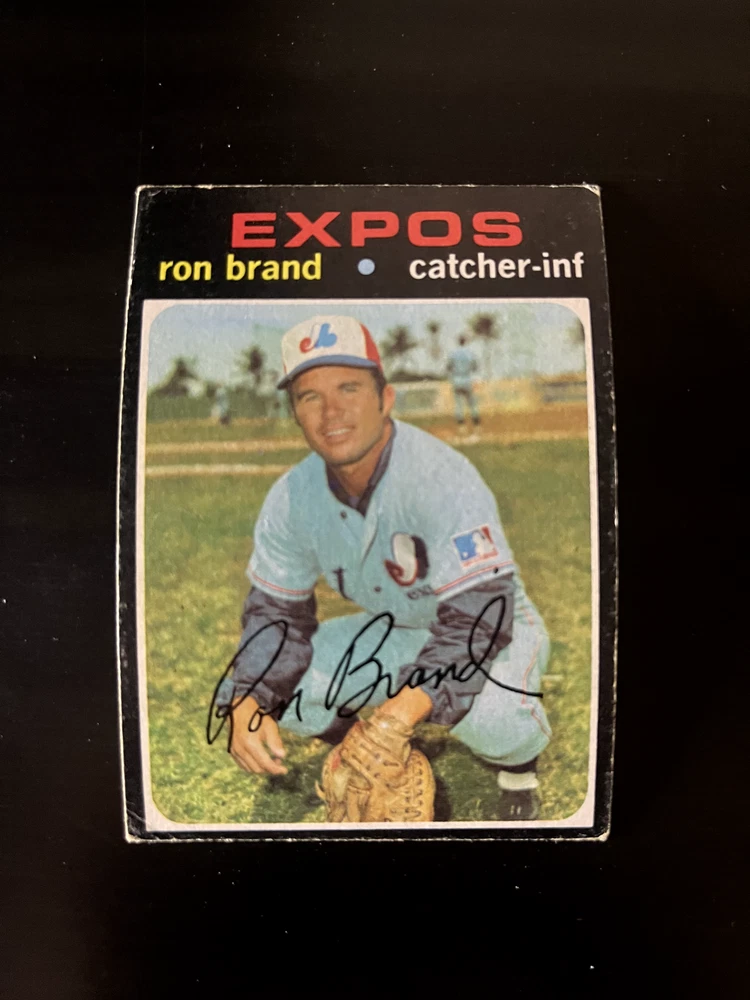 EXPOS
ron brand • catcher-inf
Ron Brand